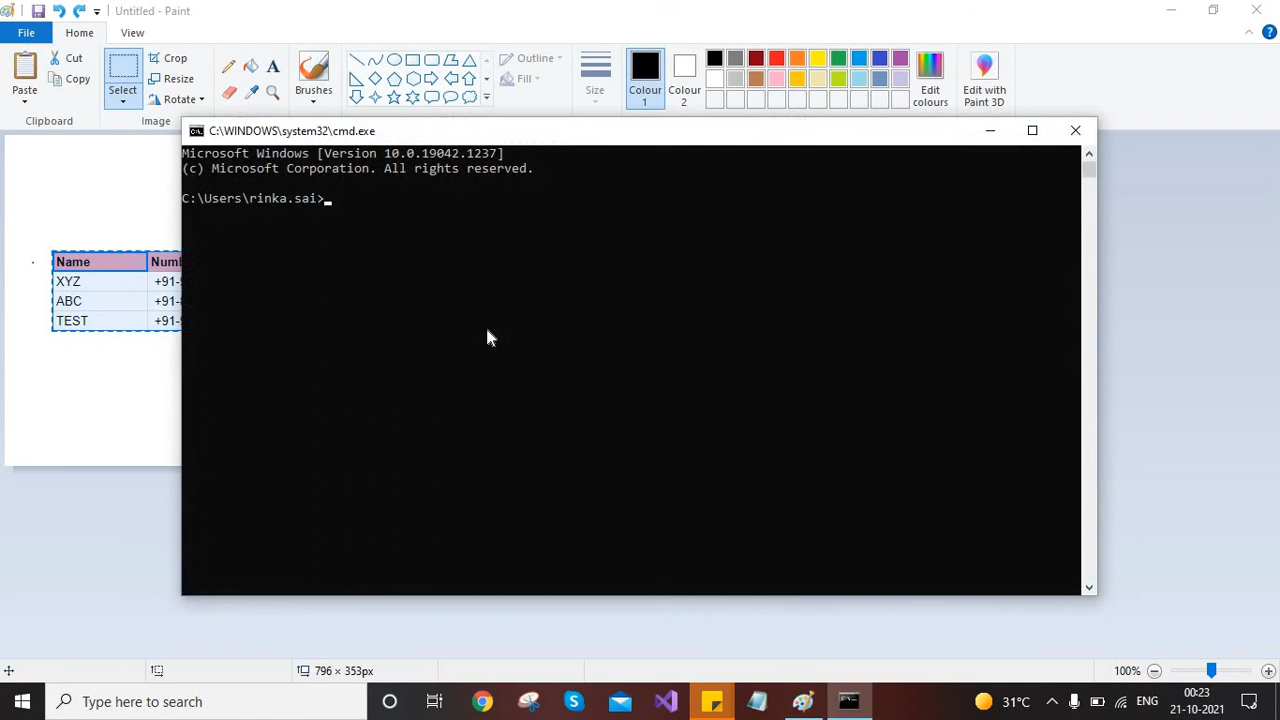 Untitled - Paint
File Home View
Paste
Cut
Copy
Clipboard
Select
Crop
Resize
Rotate
Image
A
Brushes
Outline
Fill
Size
Colour 1
Colour 2
Edit colours
Edit with Paint 3D
C:\WINDOWS\system32\cmd.exe
Microsoft Windows [Version 10.0.19042.1237]
(c) Microsoft Corporation. All rights reserved.
C:\Users\rinka.sai>
Name
XYZ +91-
ABC +91-
TEST +91-
796 × 353px
100%
Type here to search
31°C ENG
00:23
21-10-2021